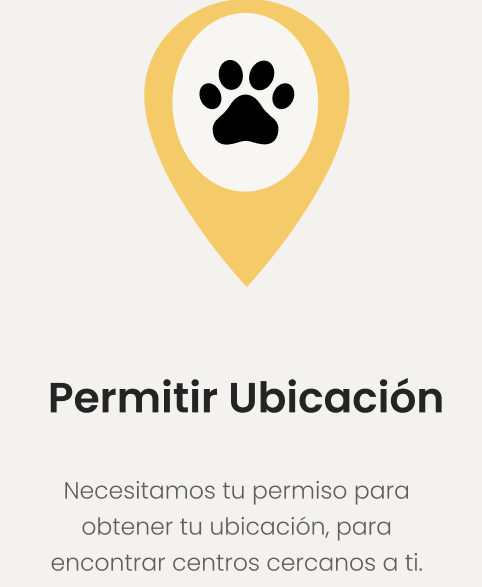 Permitir Ubicación
Necesitamos tu permiso para
obtener tu ubicación, para
encontrar centros cercanos a ti.